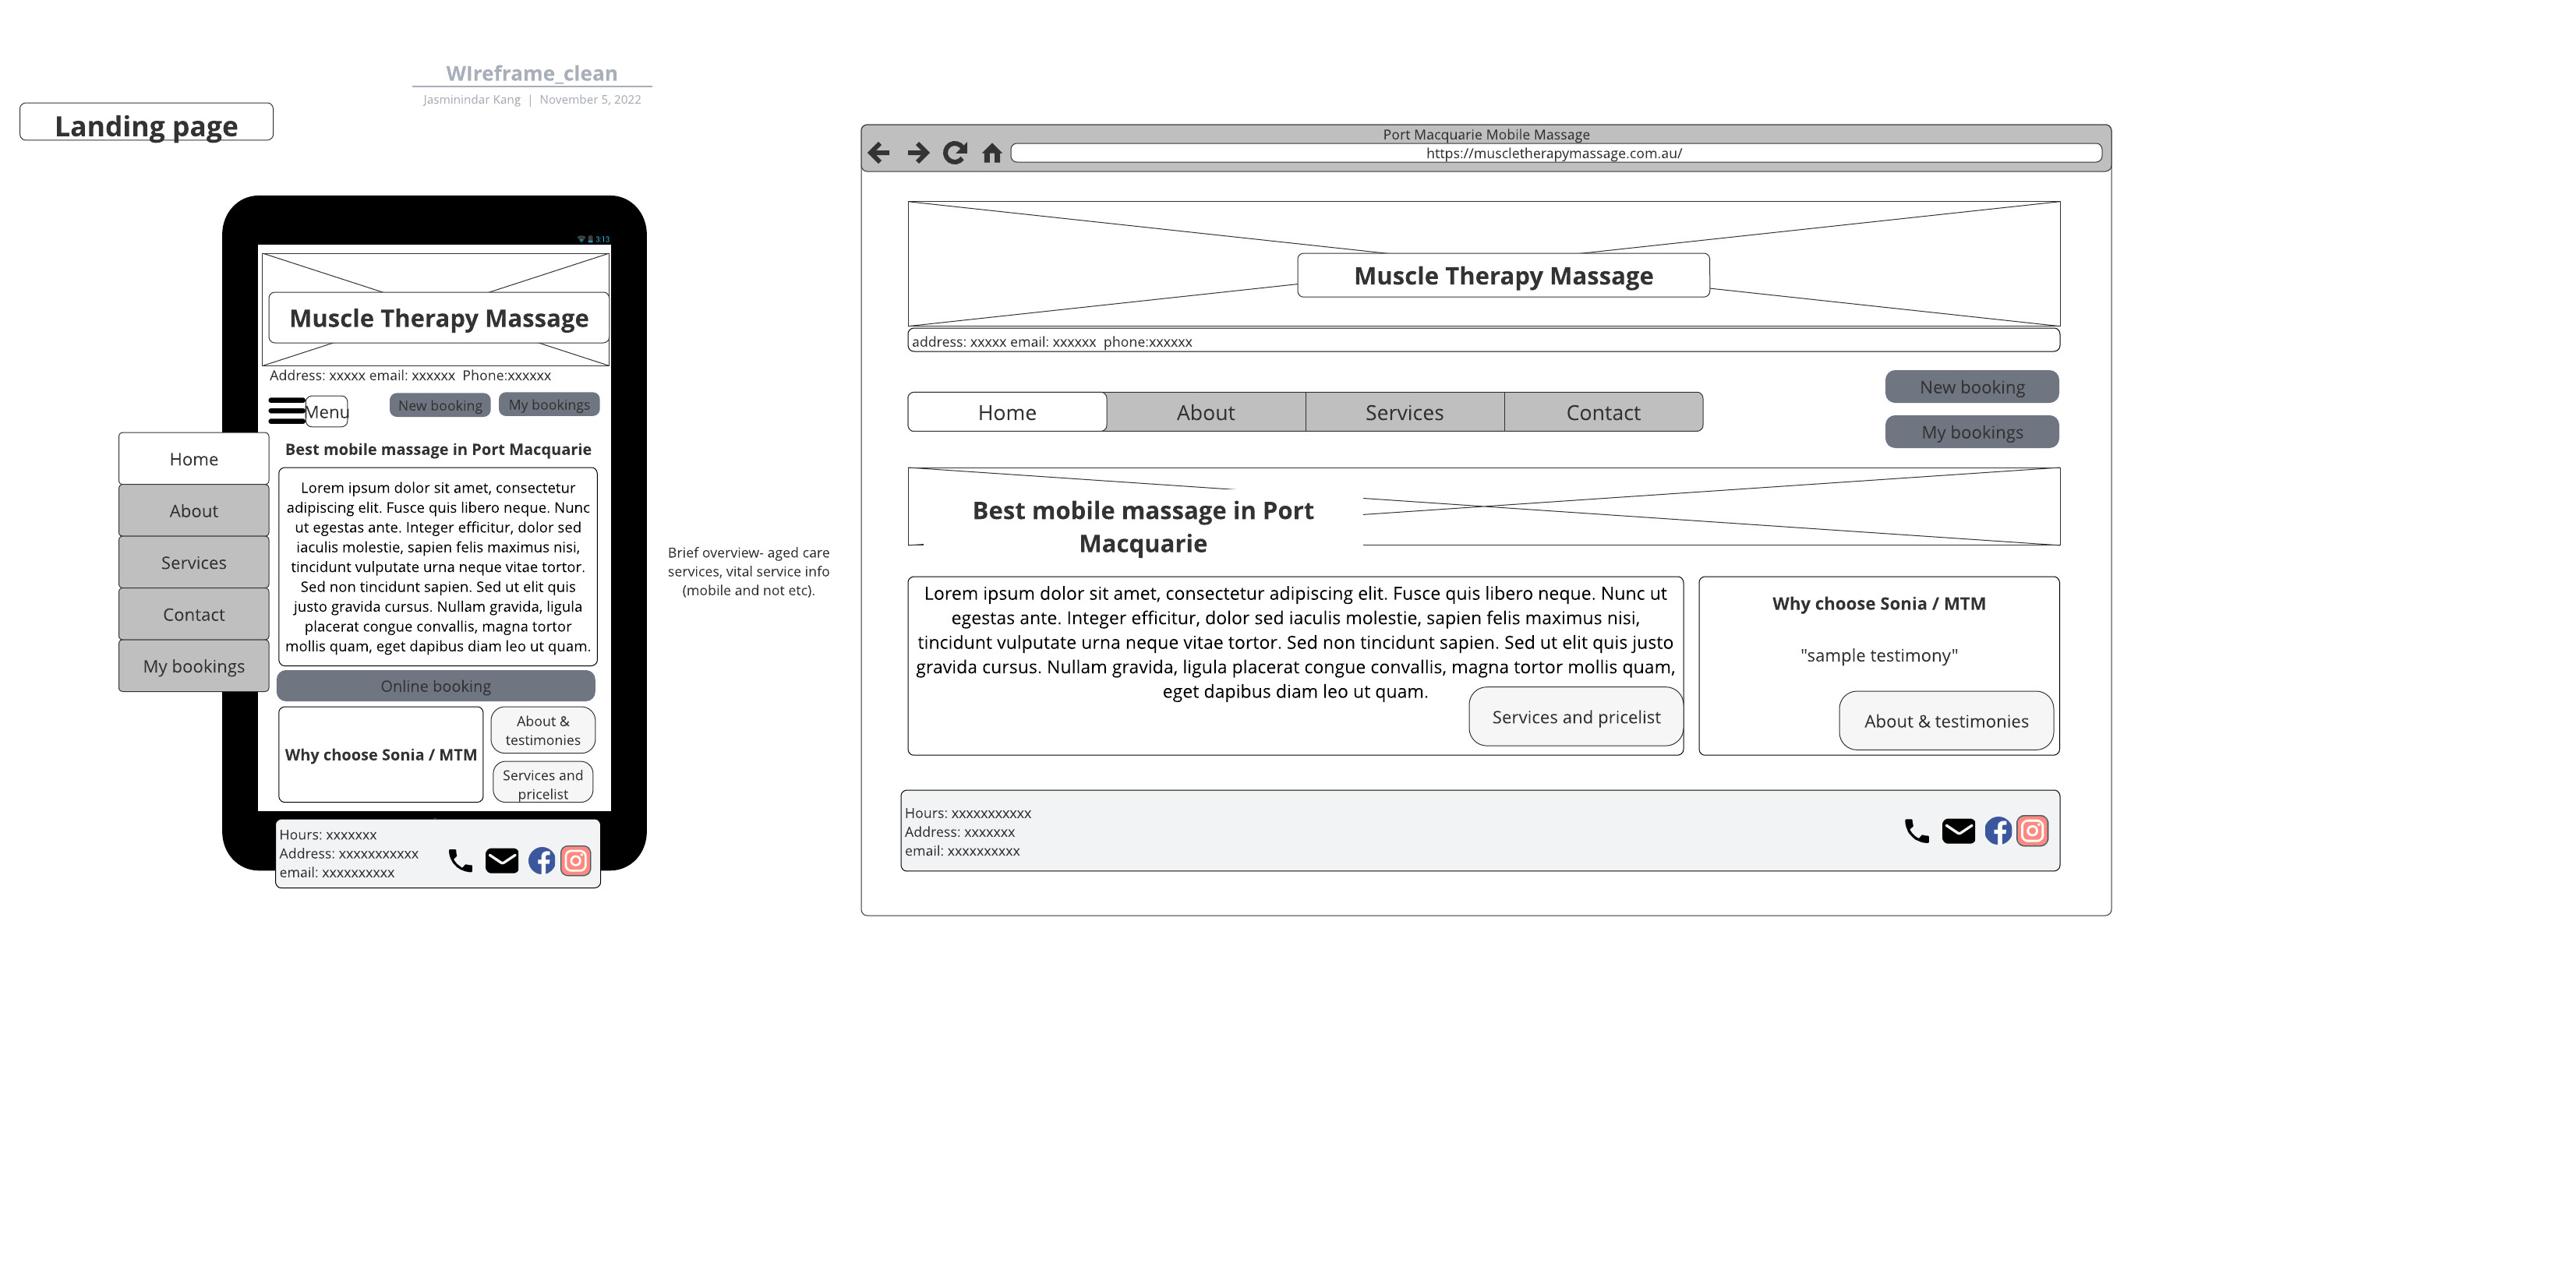 WIreframe_clean
Jasminindar Kang | November 5, 2022
Landing page
3:13
Muscle Therapy Massage
Address: xxxxx email: xxxxxx Phone:xxxxxx
Menu
New booking
My bookings
Home
About
Services
Contact
My bookings
Best mobile massage in Port Macquarie
Lorem ipsum dolor sit amet, consectetur
adipiscing elit. Fusce quis libero neque. Nunc
ut egestas ante. Integer efficitur, dolor sed
iaculis molestie, sapien felis maximus nisi,
tincidunt vulputate urna neque vitae tortor.
Sed non tincidunt sapien. Sed ut elit quis
justo gravida cursus. Nullam gravida, ligula
placerat congue convallis, magna tortor
mollis quam, eget dapibus diam leo ut quam.
Online booking
Why choose Sonia / MTM
About &
testimonies
Services and
pricelist
Hours: xxxxxxx
Address: xxxxxxxxxxx
email: xxxxxxxxxx
Brief overview- aged care
services, vital service info
(mobile and not etc).
Port Macquarie Mobile Massage
https://muscletherapymassage.com.au/
Muscle Therapy Massage
address: xxxxx email: xxxxxx phone:xxxxxx
Home
About
Services
Contact
New booking
My bookings
Best mobile massage in Port
Macquarie
Lorem ipsum dolor sit amet, consectetur adipiscing elit. Fusce quis libero neque. Nunc ut
egestas ante. Integer efficitur, dolor sed iaculis molestie, sapien felis maximus nisi,
tincidunt vulputate urna neque vitae tortor. Sed non tincidunt sapien. Sed ut elit quis justo
gravida cursus. Nullam gravida, ligula placerat congue convallis, magna tortor mollis quam,
eget dapibus diam leo ut quam.
Services and pricelist
Why choose Sonia / MTM
"sample testimony"
About & testimonies
Hours: xxxxxxxxxxx
Address: xxxxxxx
email: xxxxxxxxxx